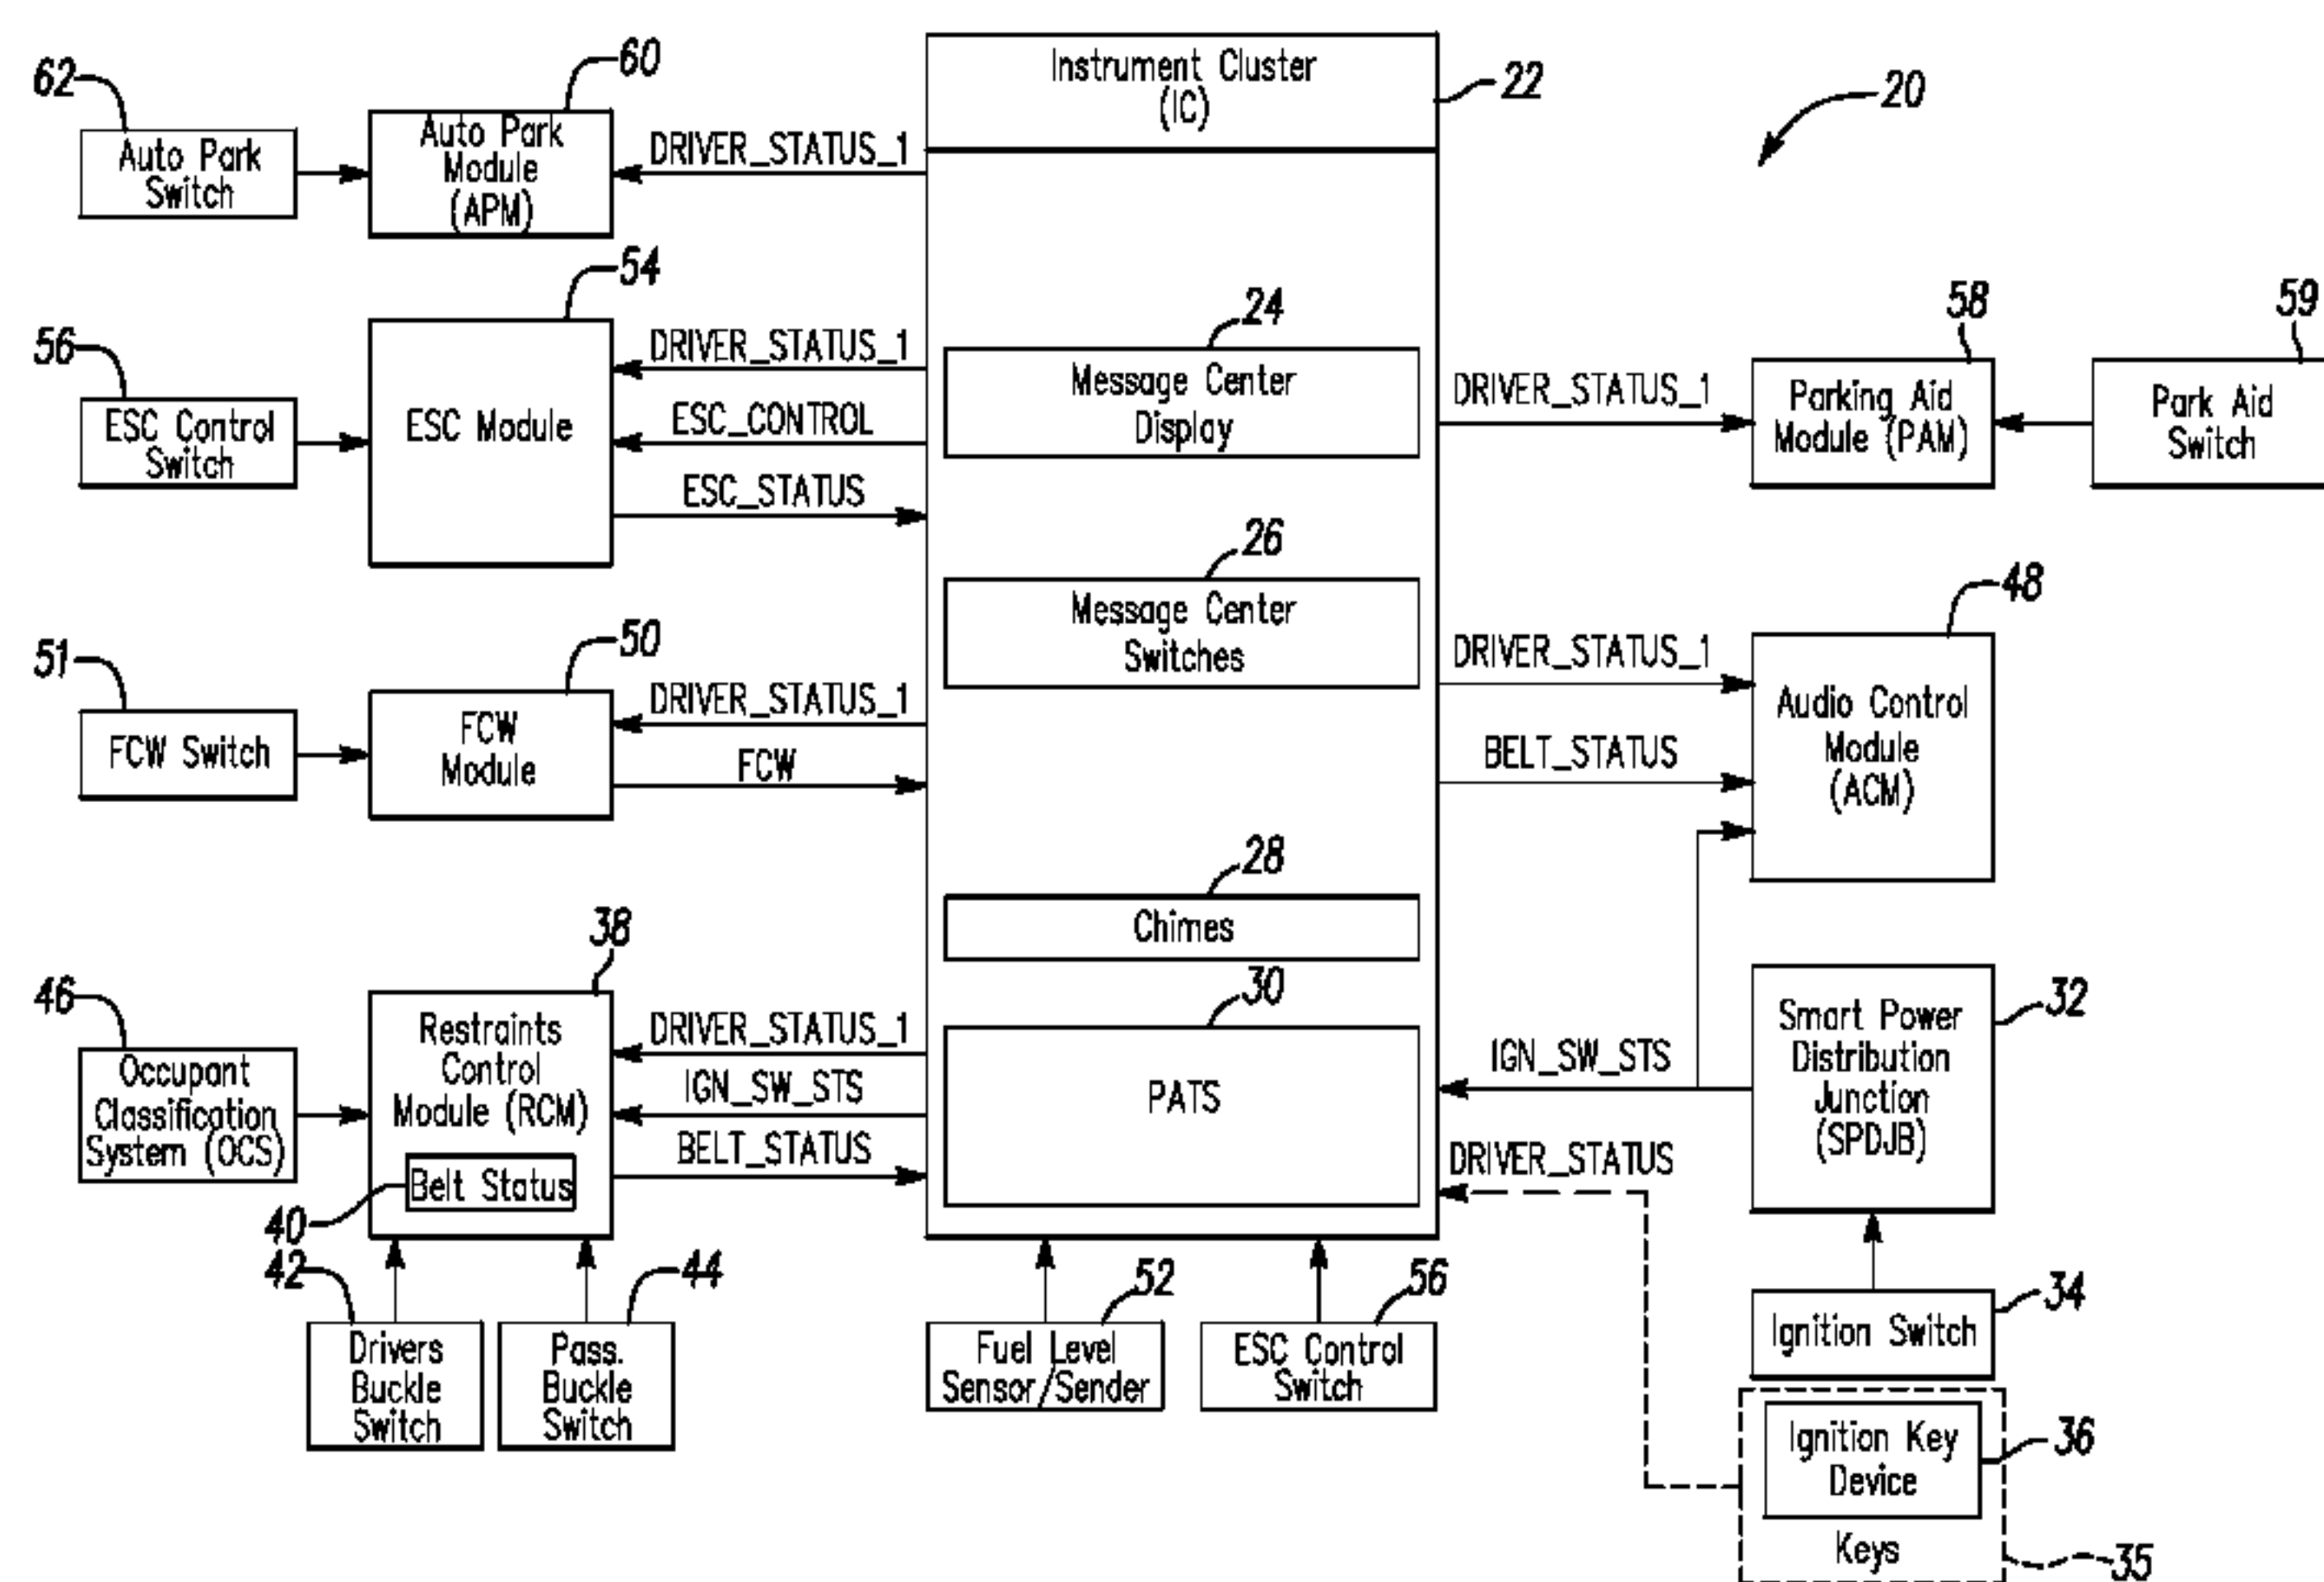 Instrument Cluster
(IC)
22
20
62
Auto Park
Switch
60
Auto Park
Module
(APM)
DRIVER_STATUS_1
54
56
ESC Control
Switch
ESC Module
DRIVER_STATUS_1
ESC_CONTROL
ESC_STATUS
24
Message Center
Display
DRIVER_STATUS_1
58
Parking Aid
Module (PAM)
59
Park Aid
Switch
26
Message Center
Switches
51
FCW Switch
50
FCW
Module
DRIVER_STATUS_1
FCW
DRIVER_STATUS_1
BELT_STATUS
48
Audio Control
Module
(ACM)
28
Chimes
30
PATS
46
Occupant
Classification
System (OCS)
38
Restraints
Control
Module (RCM)
Belt Status
40
DRIVER_STATUS_1
IGN_SW_STS
BELT_STATUS
IGN_SW_STS
DRIVER_STATUS
32
Smart Power
Distribution
Junction
(SPDJB)
42
Drivers
Buckle
Switch
44
Pass.
Buckle
Switch
52
Fuel Level
Sensor/Sender
56
ESC Control
Switch
34
Ignition Switch
36
Ignition Key
Device
Keys
35